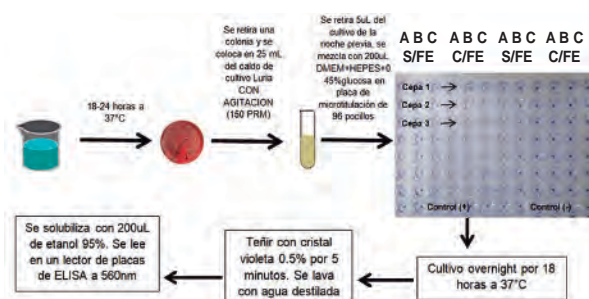 18-24 horas a
37°C
Se retira una
colonia y se
coloca en 25 mL
del caldo de
cultivo Luria
CON
AGITACION
(150 PRM)
Se retira 5uL del
cultivo de la
noche previa, se
mezcla con 200uL
DMEM+HEPES+0
45%glucosa en
placa de
microtitulación de
96 pocillos
A B C A B C A B C A B C
S/FE C/FE S/FE C/FE
Cepa 1
Cepa 2
Cepa 3
Control (+) Control (-)
Cultivo overnight por 18
horas a 37°C
Teñir con cristal
violeta 0.5% por 5
minutos. Se lava
con agua destilada
Se solubiliza con 200uL
de etanol 95%. Se lee
en un lector de placas
de ELISA a 560nm